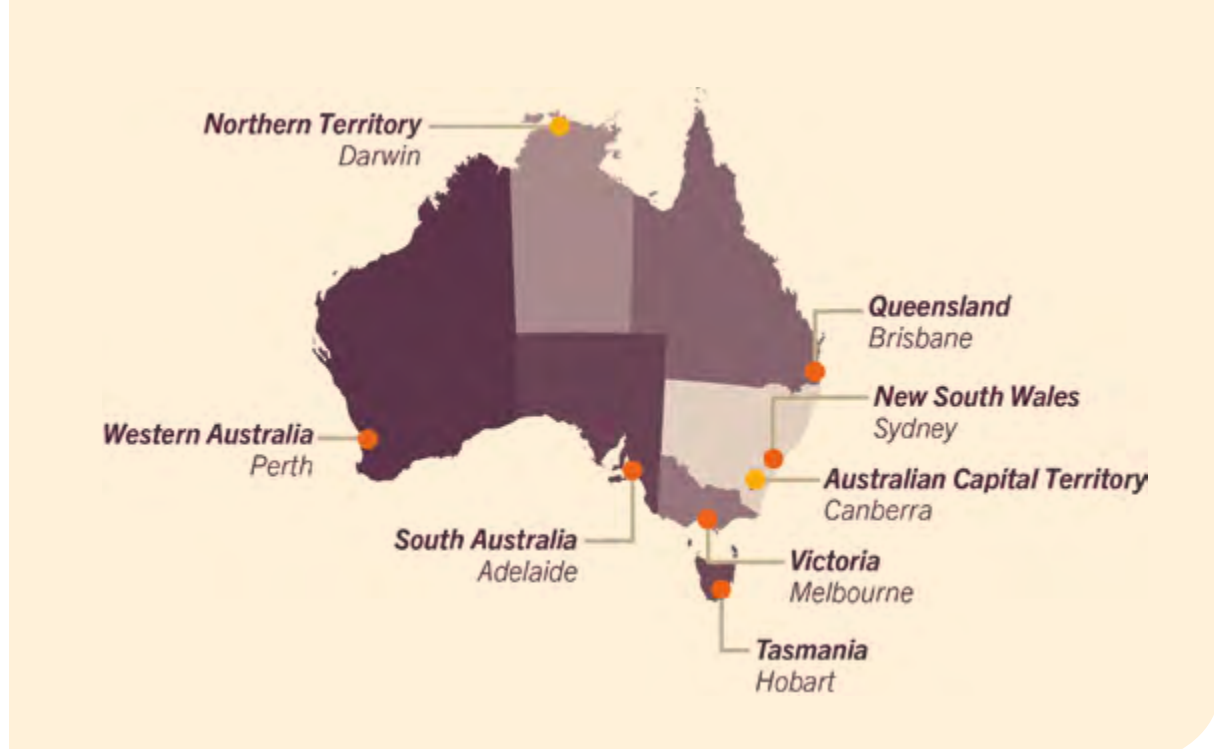 Northern Territory
Darwin
Queensland
Brisbane
New South Wales
Sydney
Western Australia
Perth
Australian Capital Territory
Canberra
South Australia
Adelaide
Victoria
Melbourne
Tasmania
Hobart